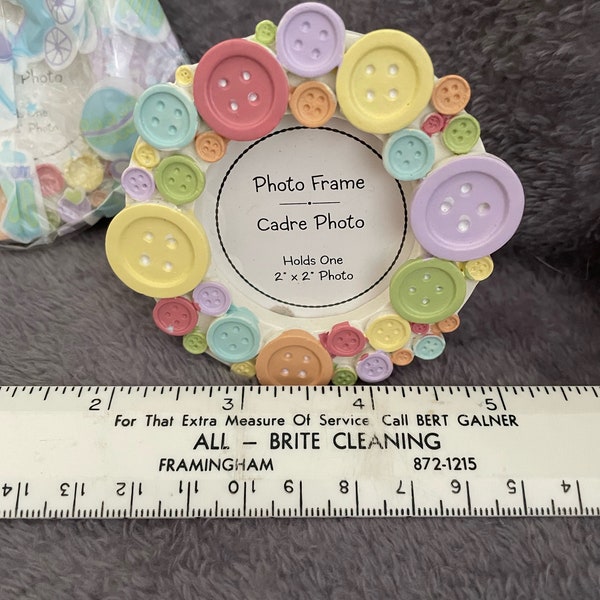 Photo
Photo
Photo Frame
Cadre Photo
Holds One
2" x 2" Photo
2 3 4 5
For That Extra Measure Of Service Call BERT GALNER
ALL – BRITE CLEANING
FRAMINGHAM 872-1215
14 13 12 11 10 9 8 7 6 5 4